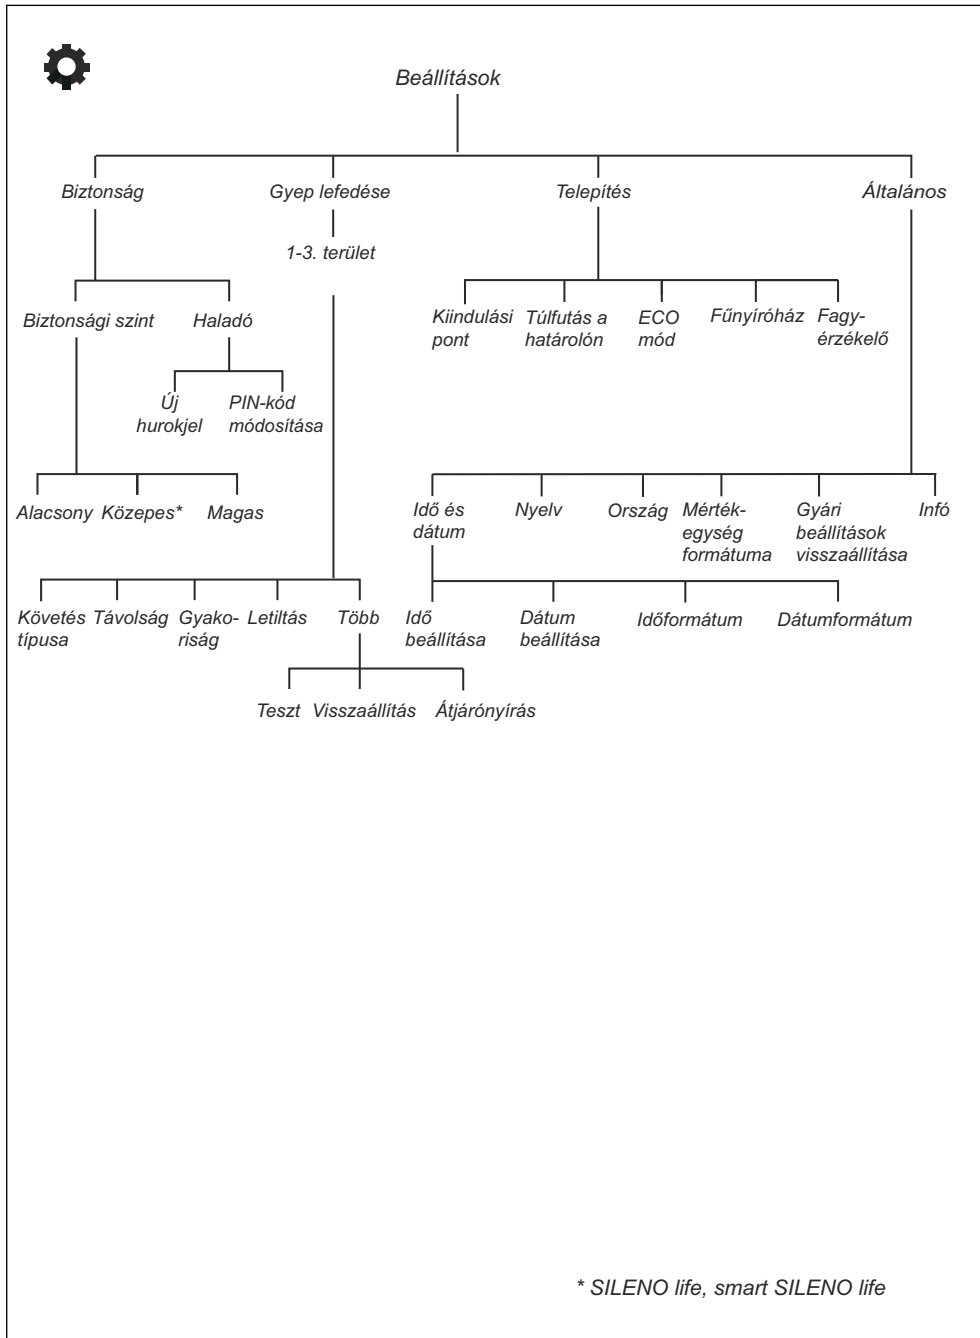 Beállítások
Biztonság
Gyep lefedése
Telepítés
Általános
1-3. terület
Biztonsági szint
Haladó
Kiindulási
pont
Túlfutás a
határolón
ECO
mód
Fűnyíróház
Fagy-
érzékelő
Új
hurokjel
PIN-kód
módosítása
Alacsony
Közepes*
Magas
Idő és
dátum
Nyelv
Ország
Mérték-
egység
formátuma
Gyári
beállítások
visszaállítása
Infó
Követés
típusa
Távolság
Gyako-
riság
Letiltás
Több
Idő
beállítása
Dátum
beállítása
Időformátum
Dátumformátum
Teszt
Visszaállítás
Átjárónyírás
* SILENO life, smart SILENO life